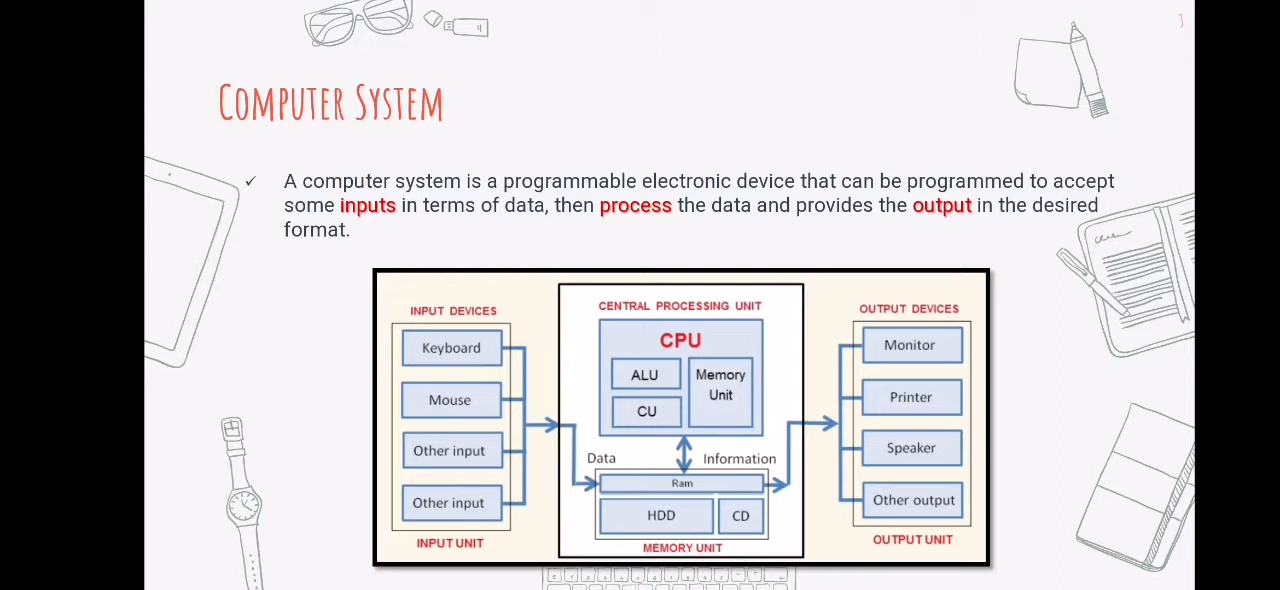 3
Computer System
✓ A computer system is a programmable electronic device that can be programmed to accept
some inputs in terms of data, then process the data and provides the output in the desired
format.
INPUT DEVICES
Keyboard
Mouse
Other input
Other input
INPUT UNIT
CENTRAL PROCESSING UNIT
CPU
ALU
CU
Memory
Unit
Data
Information
Ram
HDD
CD
MEMORY UNIT
OUTPUT DEVICES
Monitor
Printer
Speaker
Other output
OUTPUT UNIT